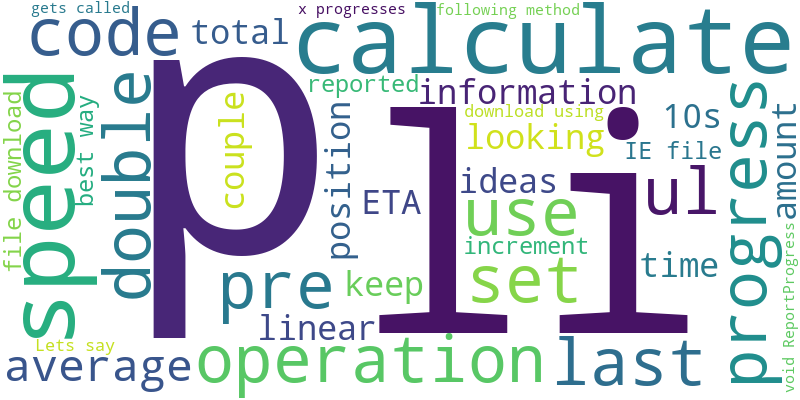 gets called
x progresses
following method
code
total
calculate
p
li
reported
information
speed
double
couple
position
file download
best way
download using
looking
10s
IE file
progress
amount
ETA
ideas
ul
use
increment
time
pre
keep
set
linear
void ReportProgress
Lets say
average
operation
last